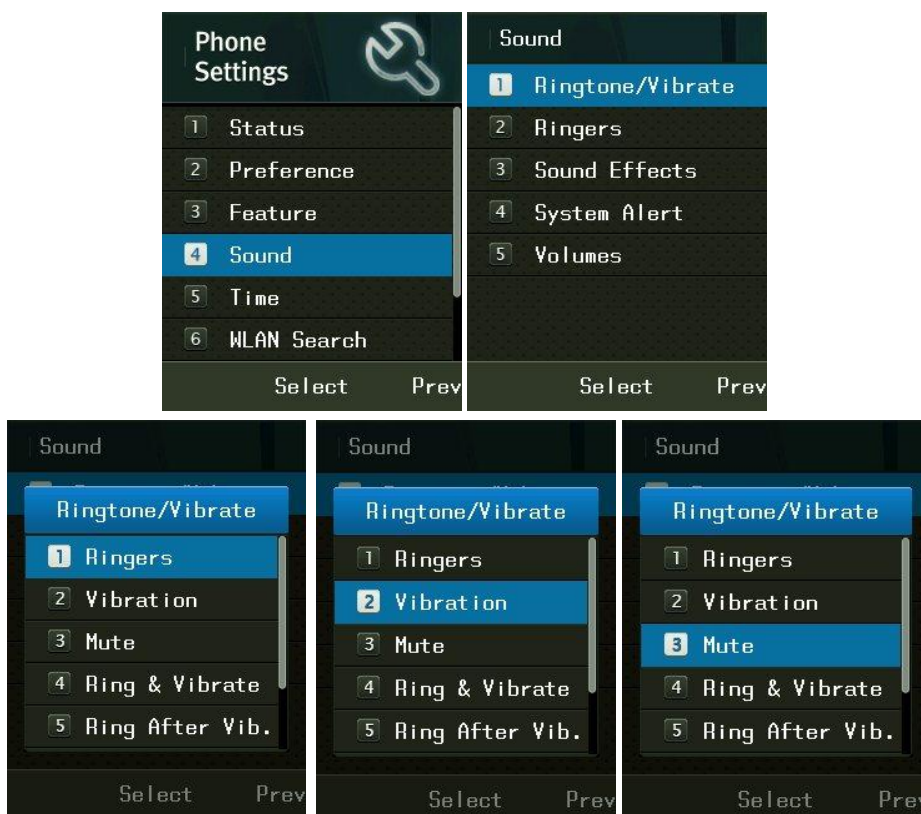 Phone
Settings
1 Status
2 Preference
3 Feature
4 Sound
5 Time
6 WLAN Search
Select Prev
Sound
1 Ringtone/Vibrate
2 Ringers
3 Sound Effects
4 System Alert
5 Volumes
Select Prev
Sound
Ringtone/Vibrate
1 Ringers
2 Vibration
3 Mute
4 Ring & Vibrate
5 Ring After Vib.
Select Prev
Sound
Ringtone/Vibrate
1 Ringers
2 Vibration
3 Mute
4 Ring & Vibrate
5 Ring After Vib.
Select Prev
Sound
Ringtone/Vibrate
1 Ringers
2 Vibration
3 Mute
4 Ring & Vibrate
5 Ring After Vib.
Select Prev